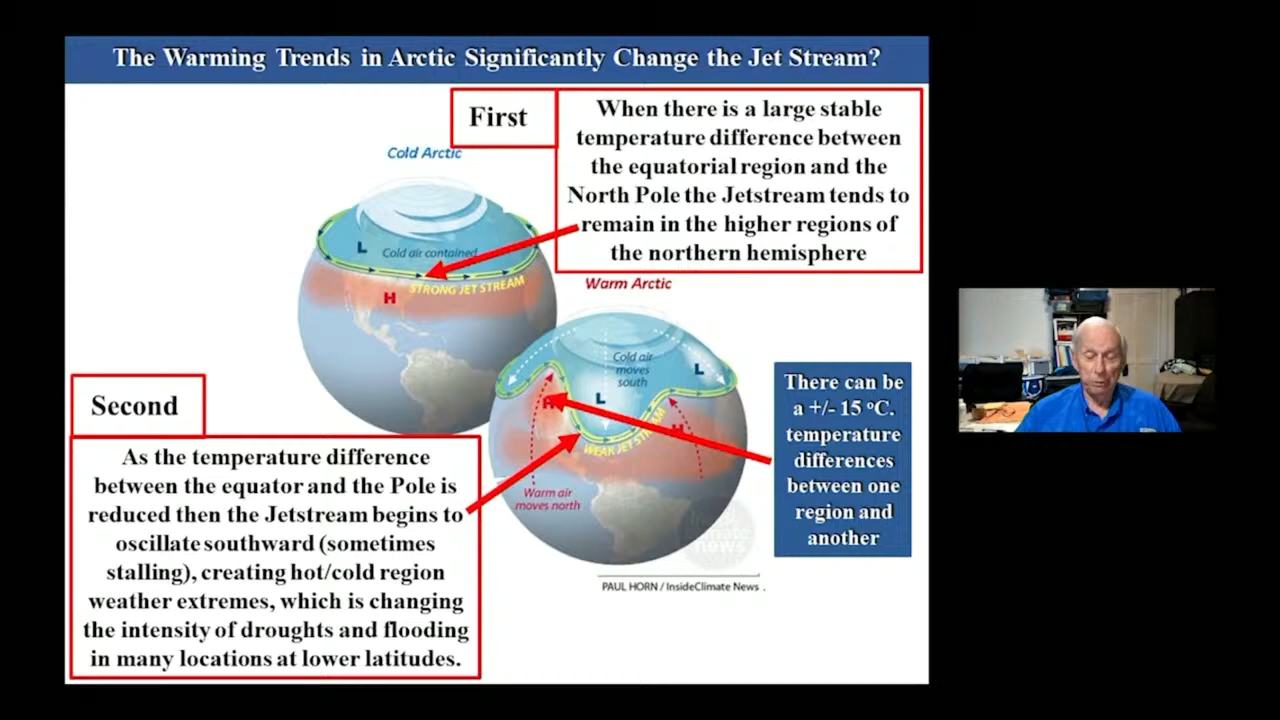 The Warming Trends in Arctic Significantly Change the Jet Stream?
First
When there is a large stable
temperature difference between
the equatorial region and the
North Pole the Jetstream tends to
remain in the higher regions of
the northern hemisphere
Cold Arctic
L
Cold air contained
STRONG JET STREAM
H
Warm Arctic
Cold air
moves
south
L
L
H
H
WEAK JET STREAM
Warm air
moves north
There can be
a +/- 15 ºC.
temperature
differences
between one
region and
another
Second
As the temperature difference
between the equator and the Pole is
reduced then the Jetstream begins to
oscillate southward (sometimes
stalling), creating hot/cold region
weather extremes, which is changing
the intensity of droughts and flooding
in many locations at lower latitudes.
climate
news
PAUL HORN / InsideClimate News .